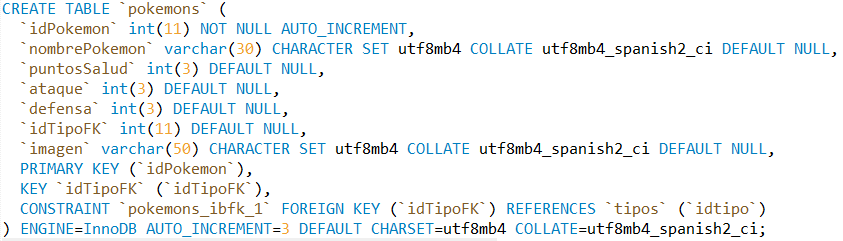 CREATE TABLE `pokemons` (
  `idPokemon` int(11) NOT NULL AUTO_INCREMENT,
  `nombrePokemon` varchar(30) CHARACTER SET utf8mb4 COLLATE utf8mb4_spanish2_ci DEFAULT NULL,
  `puntosSalud` int(3) DEFAULT NULL,
  `ataque` int(3) DEFAULT NULL,
  `defensa` int(3) DEFAULT NULL,
  `idTipoFK` int(11) DEFAULT NULL,
  `imagen` varchar(50) CHARACTER SET utf8mb4 COLLATE utf8mb4_spanish2_ci DEFAULT NULL,
  PRIMARY KEY (`idPokemon`),
  KEY `idTipoFK` (`idTipoFK`),
  CONSTRAINT `pokemons_ibfk_1` FOREIGN KEY (`idTipoFK`) REFERENCES `tipos` (`idtipo`)
) ENGINE=InnoDB AUTO_INCREMENT=3 DEFAULT CHARSET=utf8mb4 COLLATE=utf8mb4_spanish2_ci;